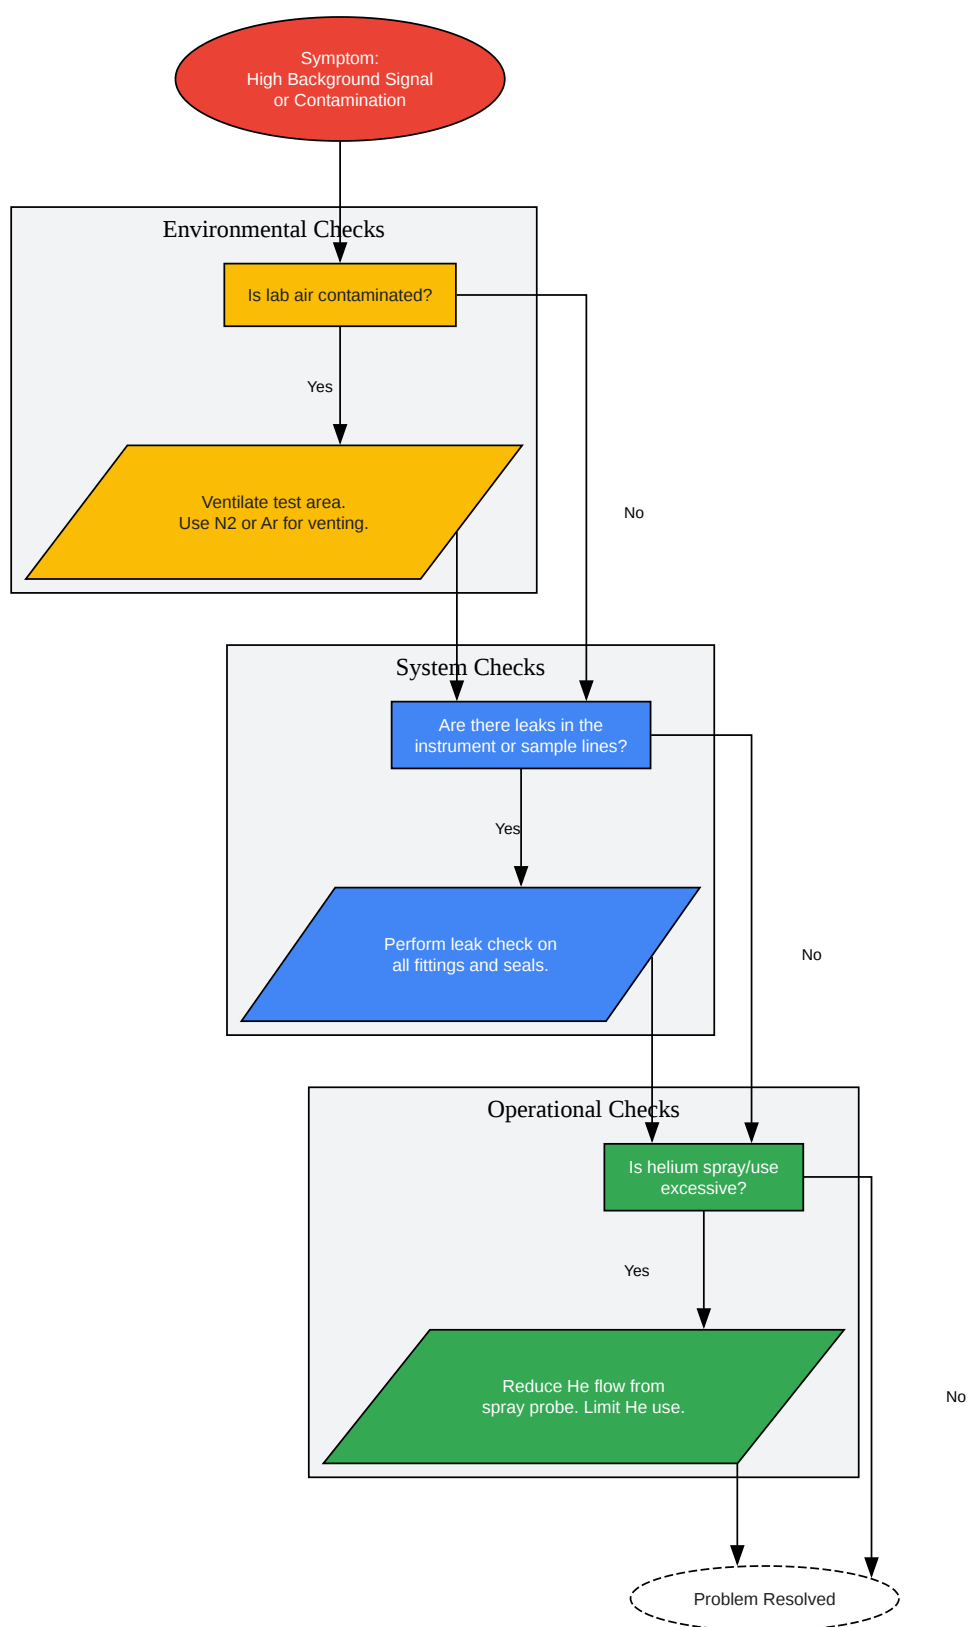 Symptom:
High Background Signal
or Contamination
Environmental Checks
Is lab air contaminated?
Yes
Ventilate test area.
Use N2 or Ar for venting.
No
System Checks
Are there leaks in the
instrument or sample lines?
Yes
Perform leak check on
all fittings and seals.
No
Operational Checks
Is helium spray/use
excessive?
Yes
Reduce He flow from
spray probe. Limit He use.
No
Problem Resolved